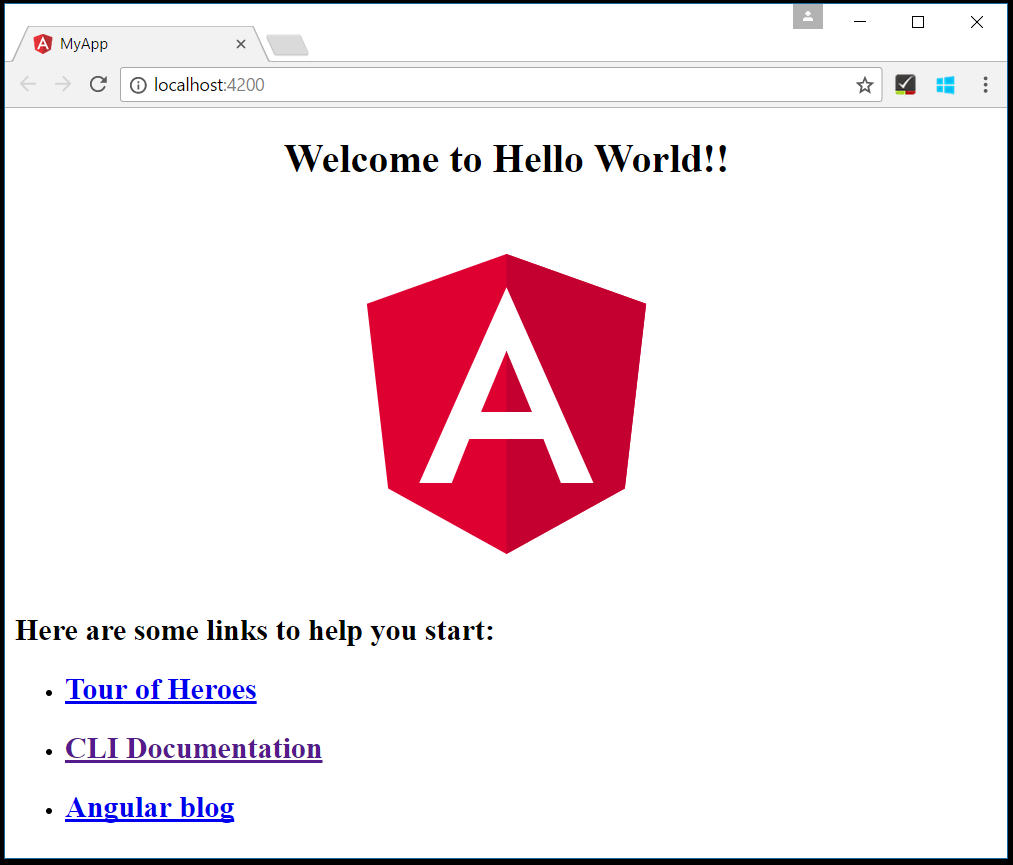 MyApp
localhost:4200
Welcome to Hello World!!
A
Here are some links to help you start:
Tour of Heroes
CLI Documentation
Angular blog